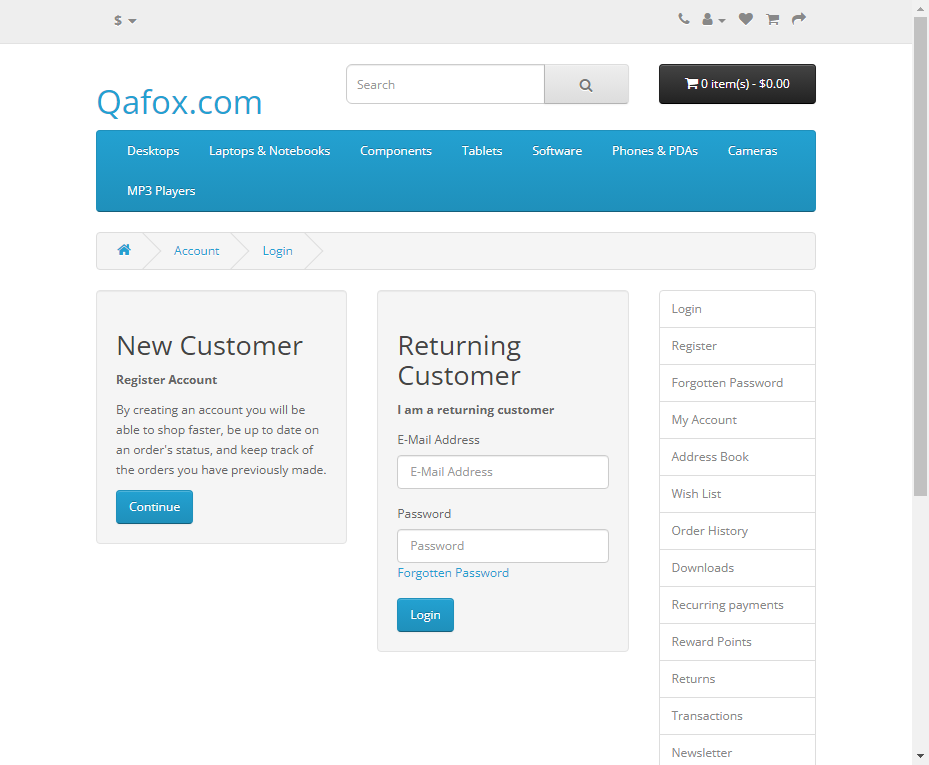 $
Qafox.com
Search
0 item(s) - $0.00
Desktops
Laptops & Notebooks
Components
Tablets
Software
Phones & PDAs
Cameras
MP3 Players
Account
Login
New Customer
Register Account
By creating an account you will be
able to shop faster, be up to date on
an order's status, and keep track of
the orders you have previously made.
Continue
Returning
Customer
I am a returning customer
E-Mail Address
E-Mail Address
Password
Password
Forgotten Password
Login
Login
Register
Forgotten Password
My Account
Address Book
Wish List
Order History
Downloads
Recurring payments
Reward Points
Returns
Transactions
Newsletter